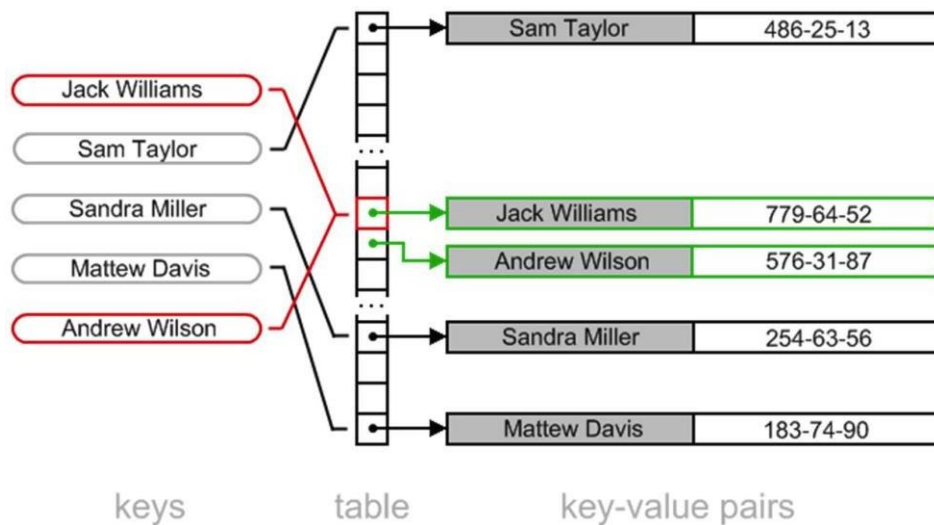 Sam Taylor 486-25-13
Jack Williams
Sam Taylor
...
Sandra Miller
Jack Williams 779-64-52
Mattew Davis
Andrew Wilson 576-31-87
...
Andrew Wilson
Sandra Miller 254-63-56
Mattew Davis 183-74-90
keys table key-value pairs